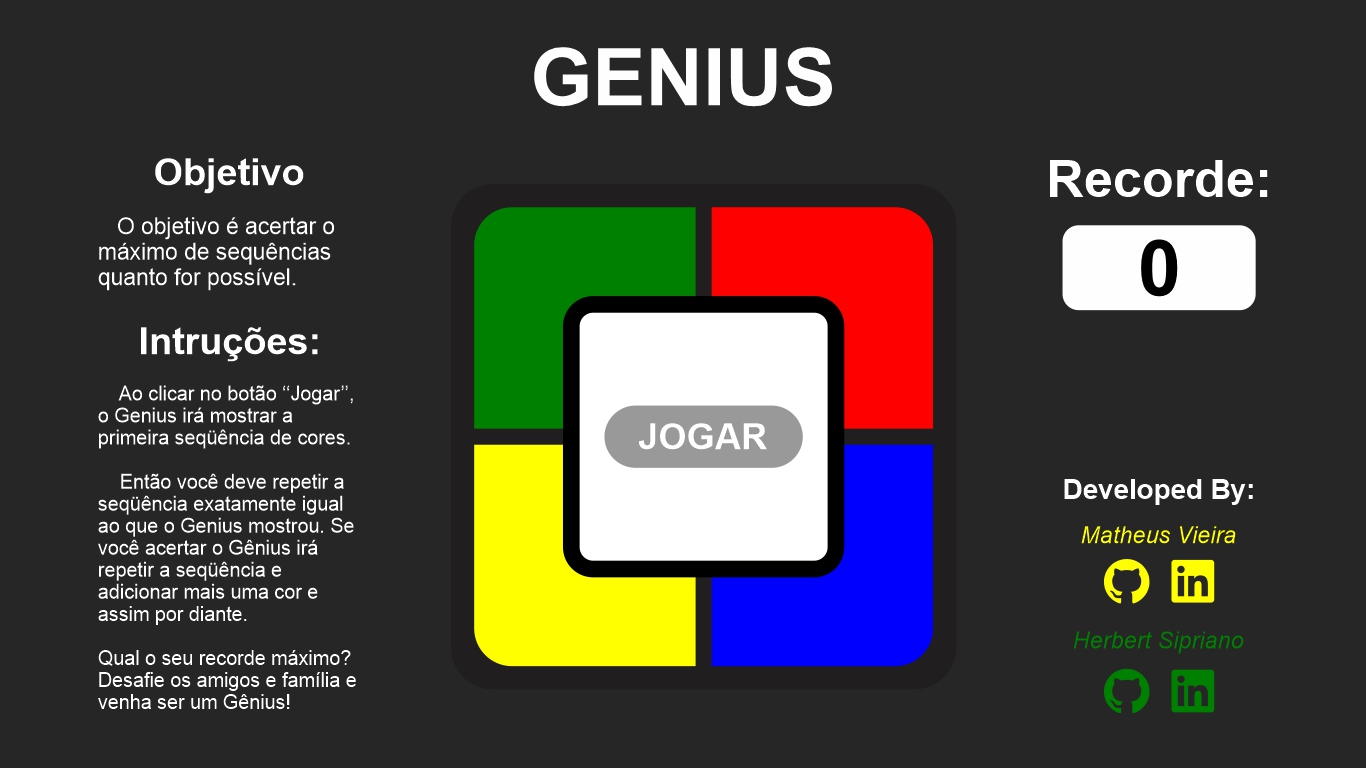 GENIUS
Objetivo
O objetivo é acertar o
máximo de sequências
quanto for possível.
Intruções:
Ao clicar no botão ‘‘Jogar’’,
o Genius irá mostrar a
primeira seqüência de cores.
Então você deve repetir a
seqüência exatamente igual
ao que o Genius mostrou. Se
você acertar o Gênius irá
repetir a seqüência e
adicionar mais uma cor e
assim por diante.
Qual o seu recorde máximo?
Desafie os amigos e família e
venha ser um Gênius!
JOGAR
Recorde:
0
Developed By:
Matheus Vieira
in
Herbert Sipriano
in